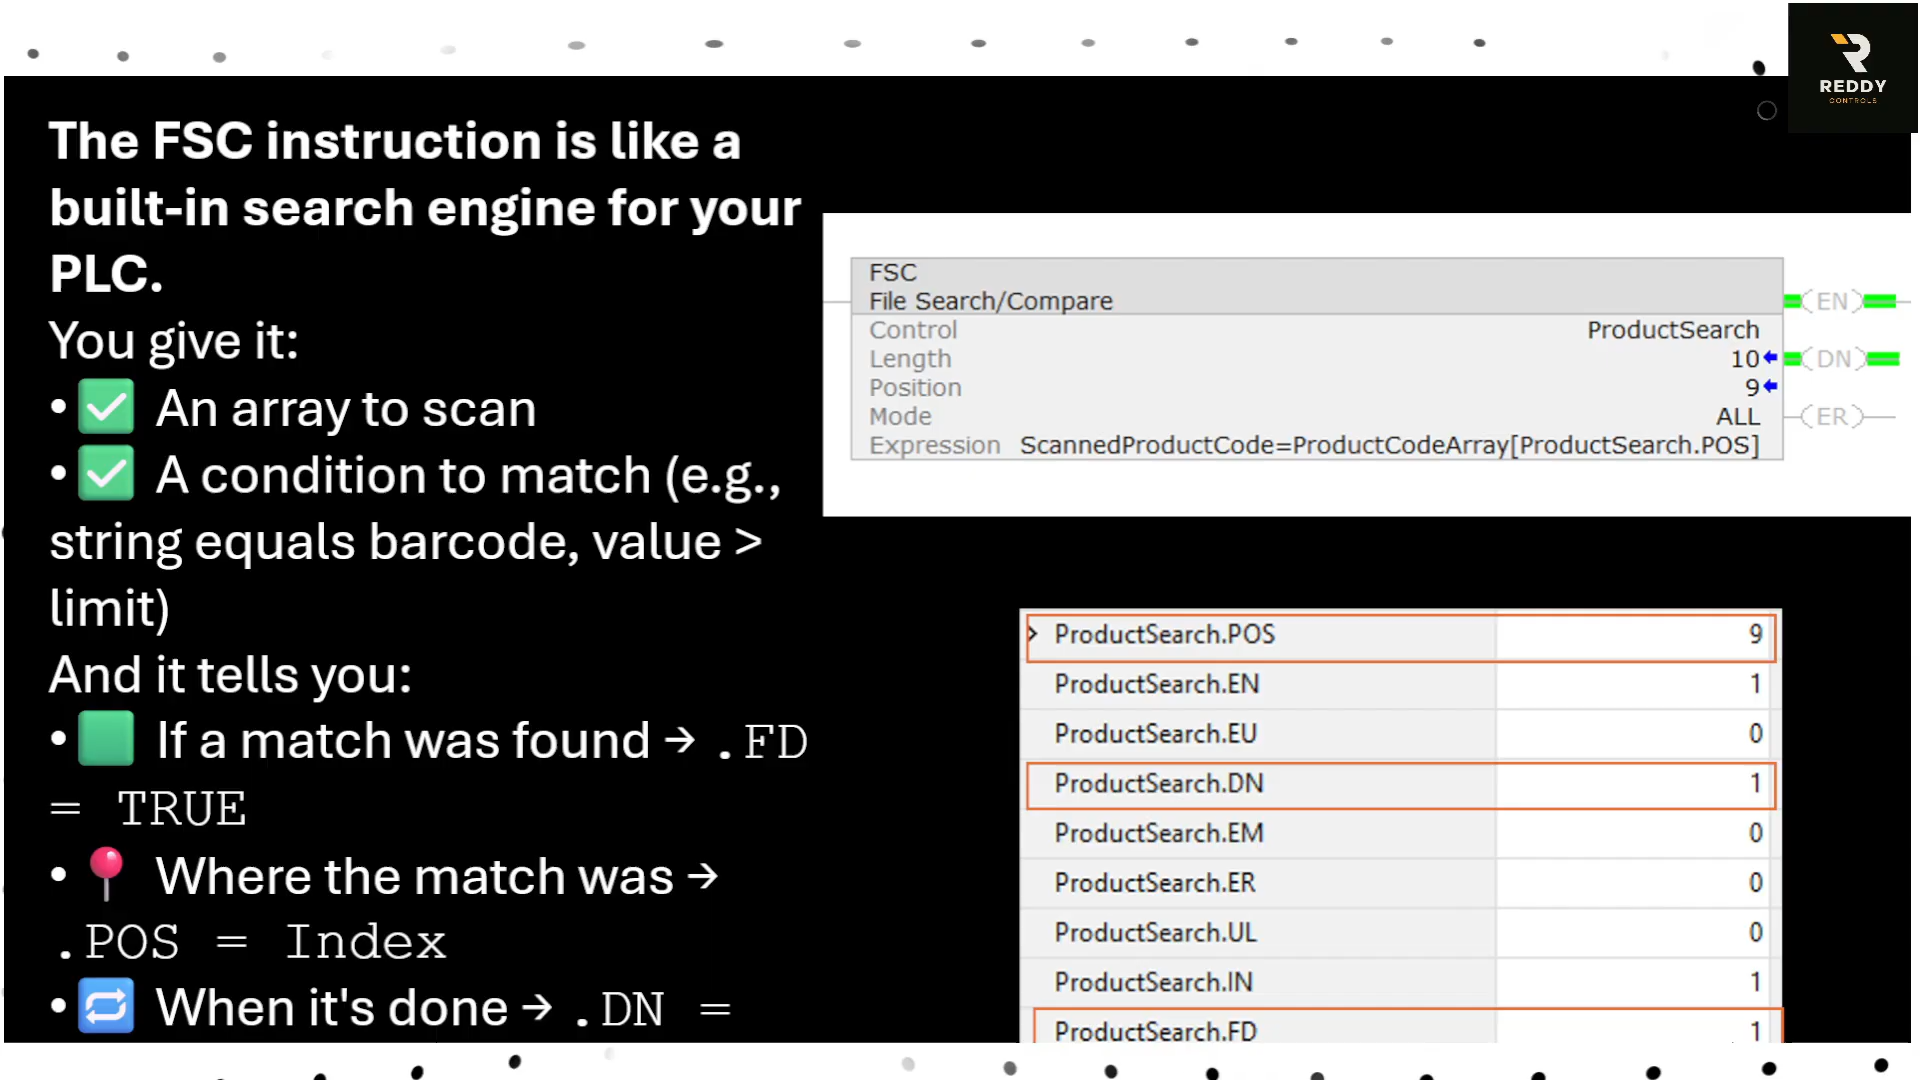 REDDY
CONTROLS
The FSC instruction is like a
built-in search engine for your
PLC.
You give it:
• ✅ An array to scan
• ✅ A condition to match (e.g.,
string equals barcode, value >
limit)
And it tells you:
• 🟩 If a match was found → .FD
= TRUE
• 📍 Where the match was →
.POS = Index
• 🔁 When it's done → .DN =
FSC
File Search/Compare
Control ProductSearch
Length 10
Position 9
Mode ALL
Expression ScannedProductCode=ProductCodeArray[ProductSearch.POS]
EN
DN
ER
ProductSearch.POS 9
ProductSearch.EN 1
ProductSearch.EU 0
ProductSearch.DN 1
ProductSearch.EM 0
ProductSearch.ER 0
ProductSearch.UL 0
ProductSearch.IN 1
ProductSearch.FD 1